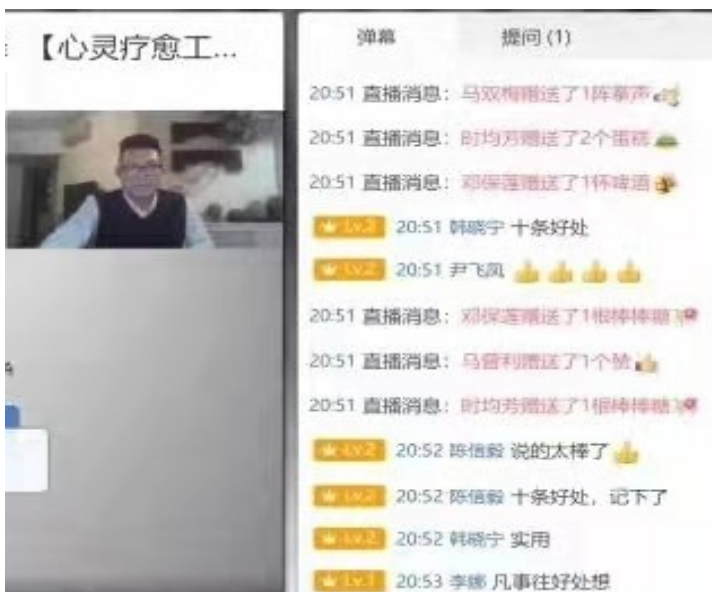 【心灵疗愈工...
弹幕 提问 (1)
20:51 直播消息：马双梅赠送了1阵掌声
20:51 直播消息：时均芳赠送了2个蛋糕
20:51 直播消息：邓保莲赠送了1杯啤酒
Lv.2 20:51 韩晓宁 十条好处
Lv.2 20:51 尹飞凤
20:51 直播消息：邓保莲赠送了1根棒棒糖
20:51 直播消息：马营利赠送了1个赞
20:51 直播消息：时均芳赠送了1根棒棒糖
Lv.2 20:52 陈信毅 说的太棒了
Lv.2 20:52 陈信毅 十条好处，记下了
Lv.2 20:52 韩晓宁 实用
Lv.1 20:53 李娜 凡事往好处想